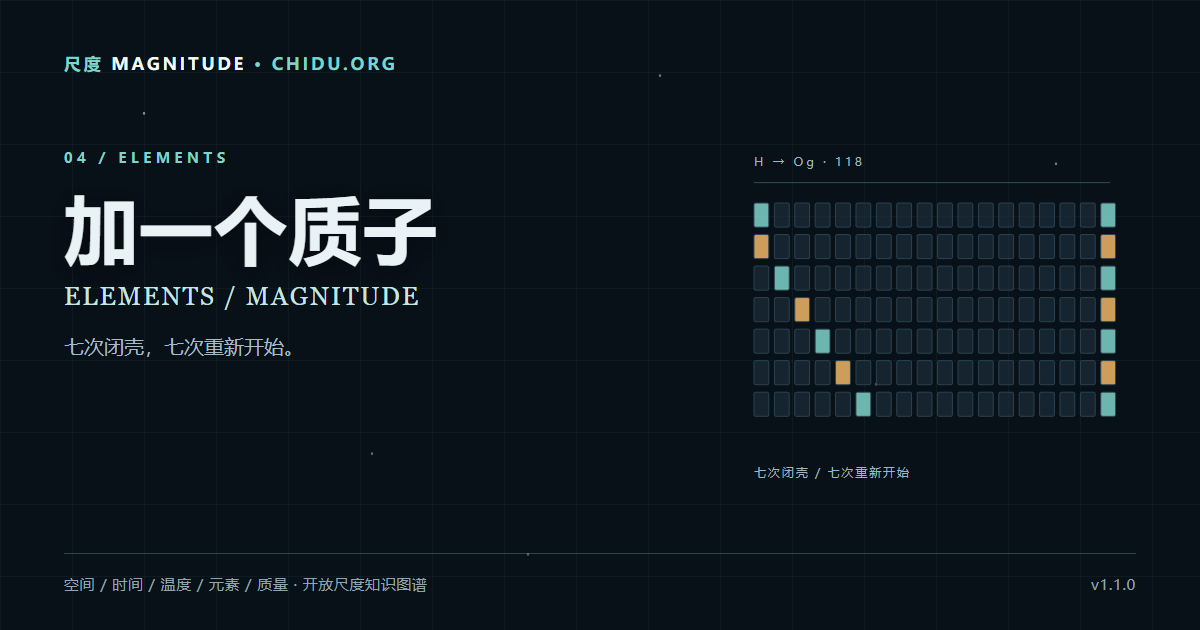 尺度 MAGNITUDE • CHIDU.ORG
04 / ELEMENTS
加一个质子
ELEMENTS / MAGNITUDE
七次闭壳，七次重新开始。
H → Og · 118
七次闭壳 / 七次重新开始
空间 / 时间 / 温度 / 元素 / 质量 · 开放尺度知识图谱
v1.1.0